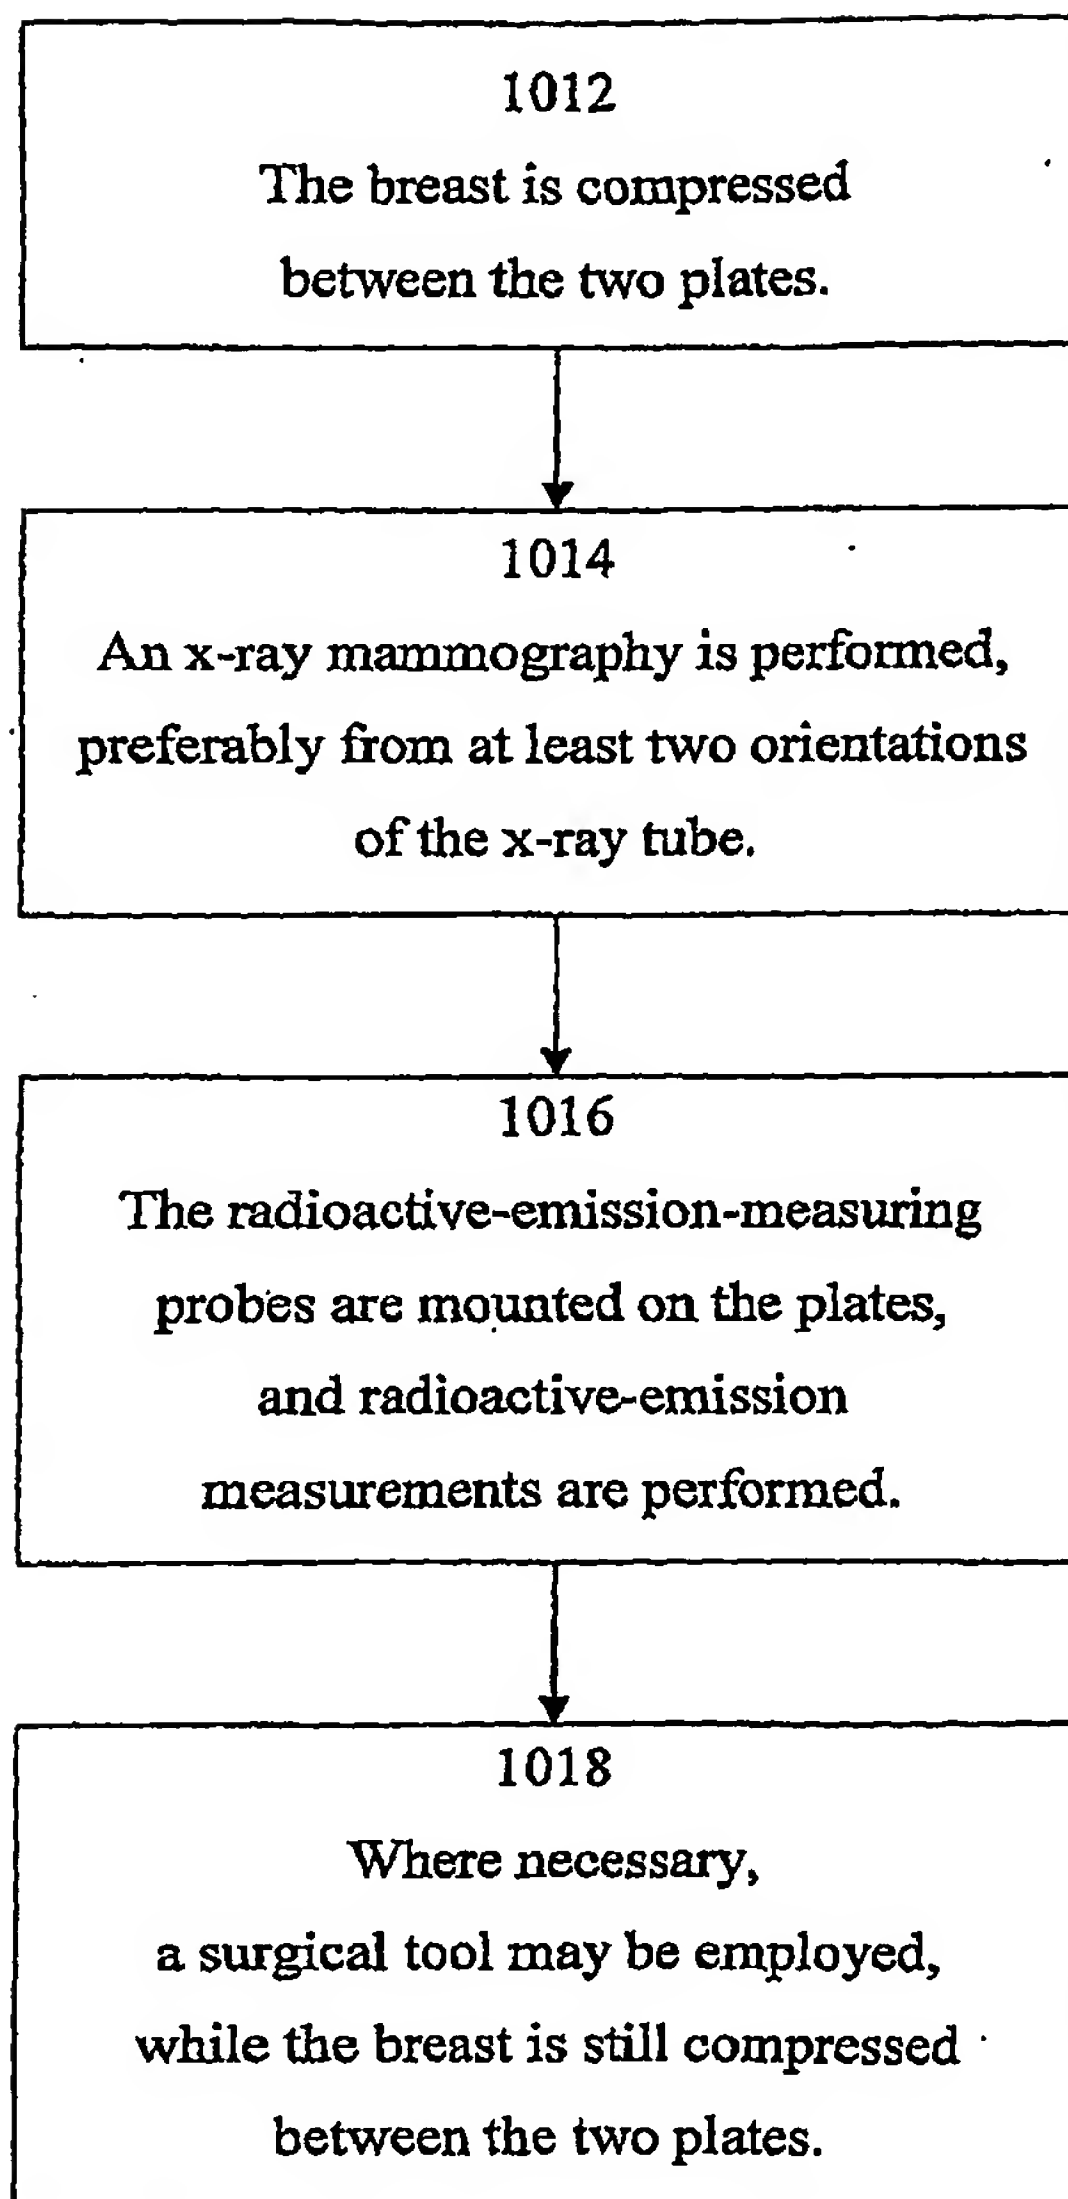 1012
The breast is compressed
between the two plates.
1014
An x-ray mammography is performed,
preferably from at least two orientations
of the x-ray tube.
1016
The radioactive-emission-measuring
probes are mounted on the plates,
and radioactive-emission
measurements are performed.
1018
Where necessary,
a surgical tool may be employed,
while the breast is still compressed
between the two plates.